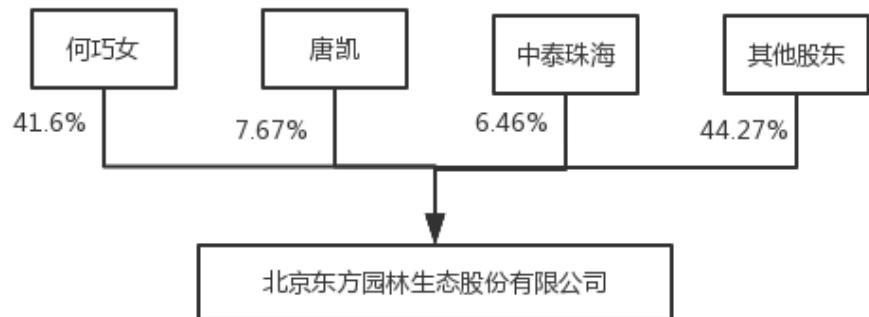 何巧女
唐凯
中泰珠海
其他股东
41.6%
7.67%
6.46%
44.27%
北京东方园林生态股份有限公司